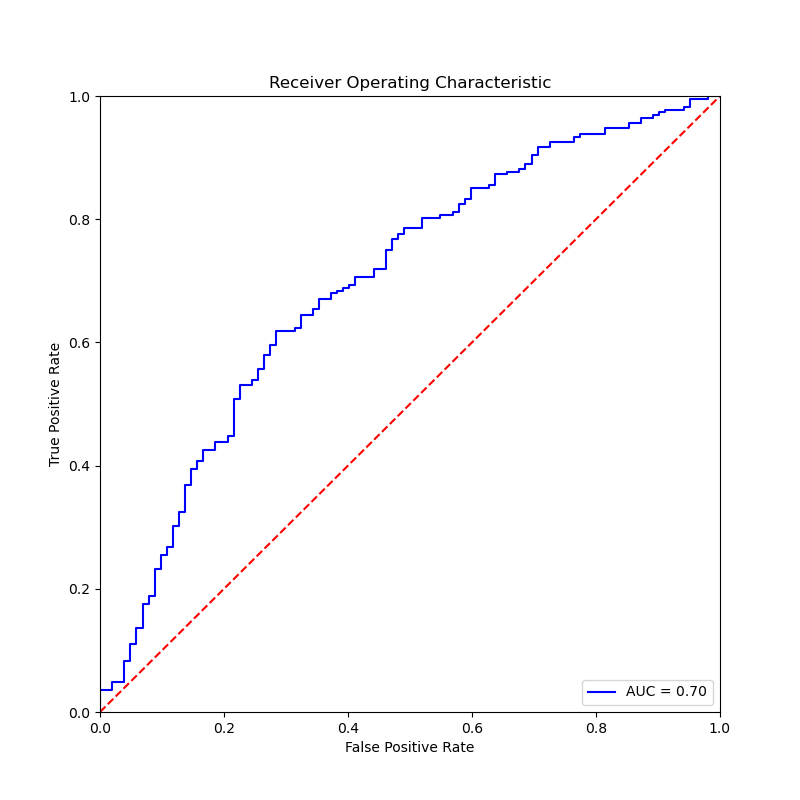 Receiver Operating Characteristic
True Positive Rate
1.0
0.8
0.6
0.4
0.2
0.0
AUC = 0.70
0.0 0.2 0.4 0.6 0.8 1.0
False Positive Rate